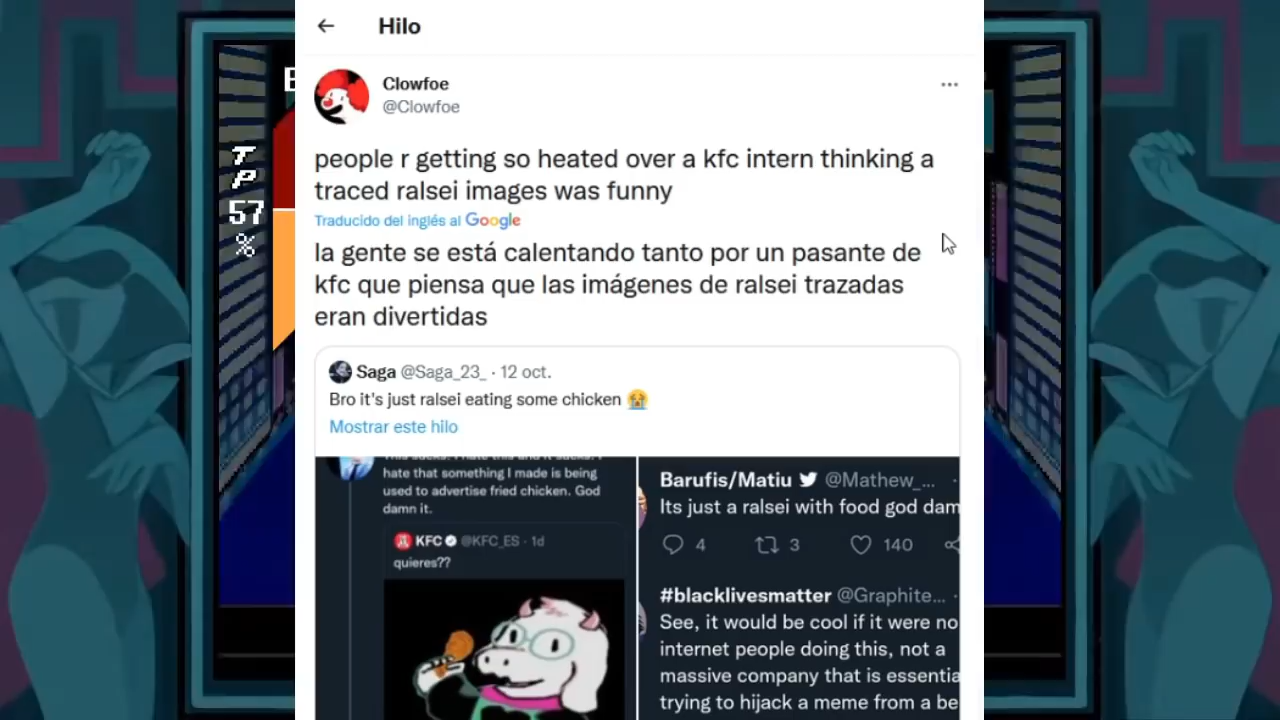 Hilo
Clowfoe
@Clowfoe
people r getting so heated over a kfc intern thinking a
traced ralsei images was funny
Traducido del inglés al Google
la gente se está calentando tanto por un pasante de
kfc que piensa que las imágenes de ralsei trazadas
eran divertidas
Saga @Saga_23_ · 12 oct.
Bro it's just ralsei eating some chicken 😭
Mostrar este hilo
hate that something I made is being
used to advertise fried chicken. God
damn it.
KFC @KFC_ES · 1d
quieres??
Barufis/Matiu @Mathew_... ·
Its just a ralsei with food god dam
4 3 140
#blacklivesmatter @Graphite... ·
See, it would be cool if it were no
internet people doing this, not a
massive company that is essentia
trying to hijack a meme from a be
TP
57
%